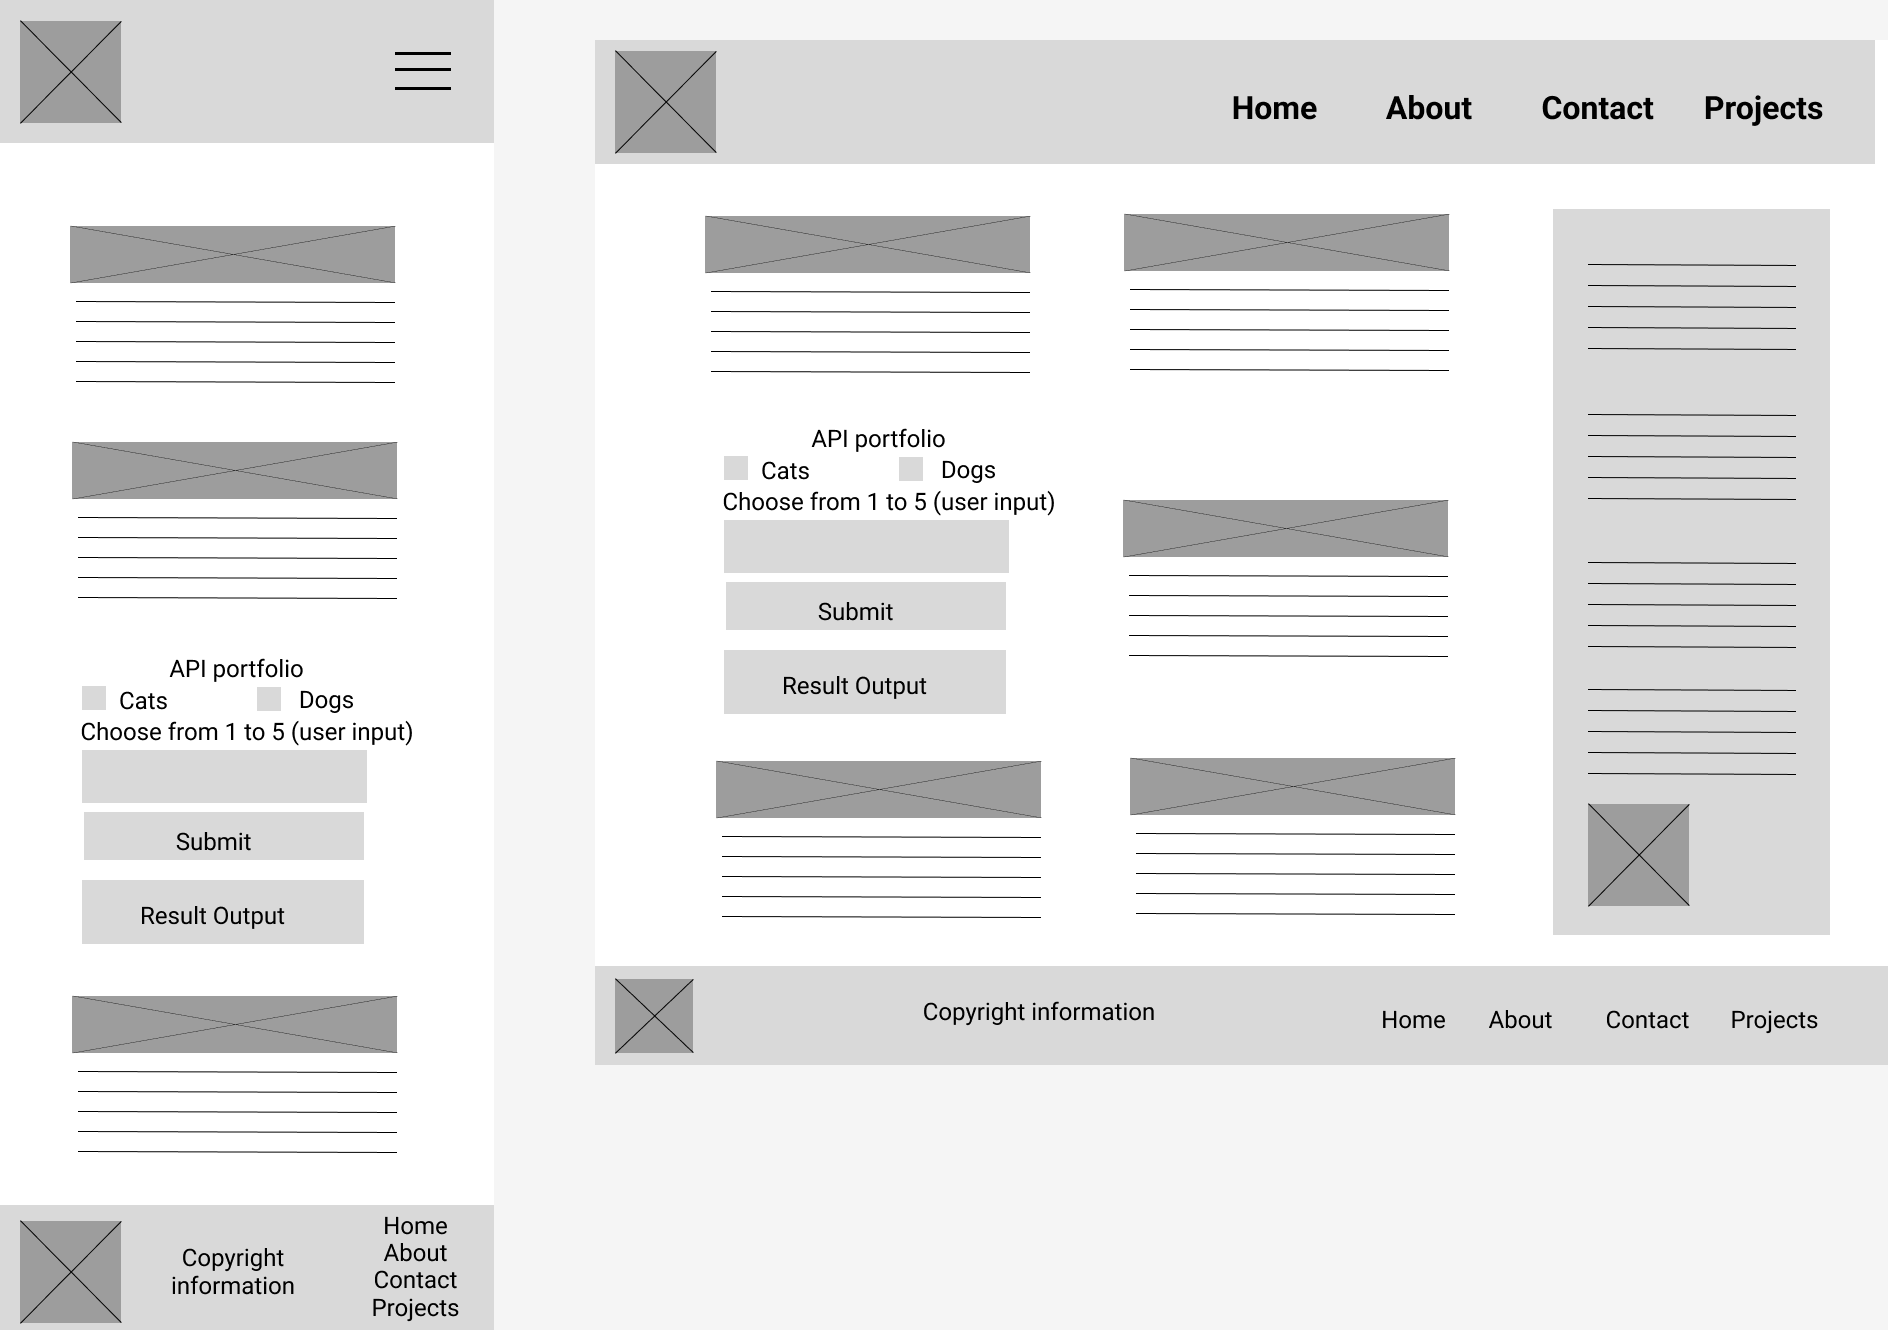 API portfolio
Cats
Dogs
Choose from 1 to 5 (user input)
Submit
Result Output
Copyright
information
Home
About
Contact
Projects
Home
About
Contact
Projects
API portfolio
Cats
Dogs
Choose from 1 to 5 (user input)
Submit
Result Output
Copyright information
Home
About
Contact
Projects